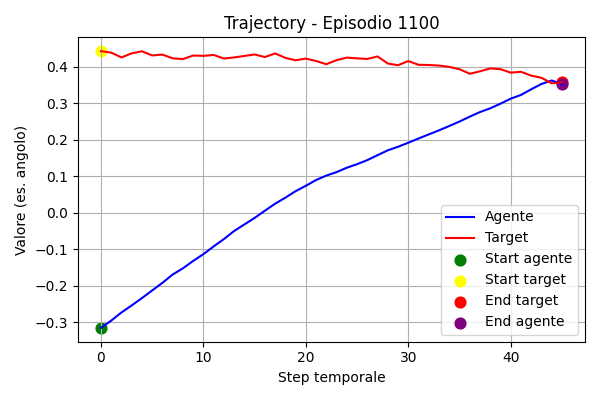 Trajectory - Episodio 1100
Valore (es. angolo)
0.4
0.3
0.2
0.1
0.0
−0.1
−0.2
−0.3
0
10
20
30
40
Step temporale
Agente
Target
Start agente
Start target
End target
End agente